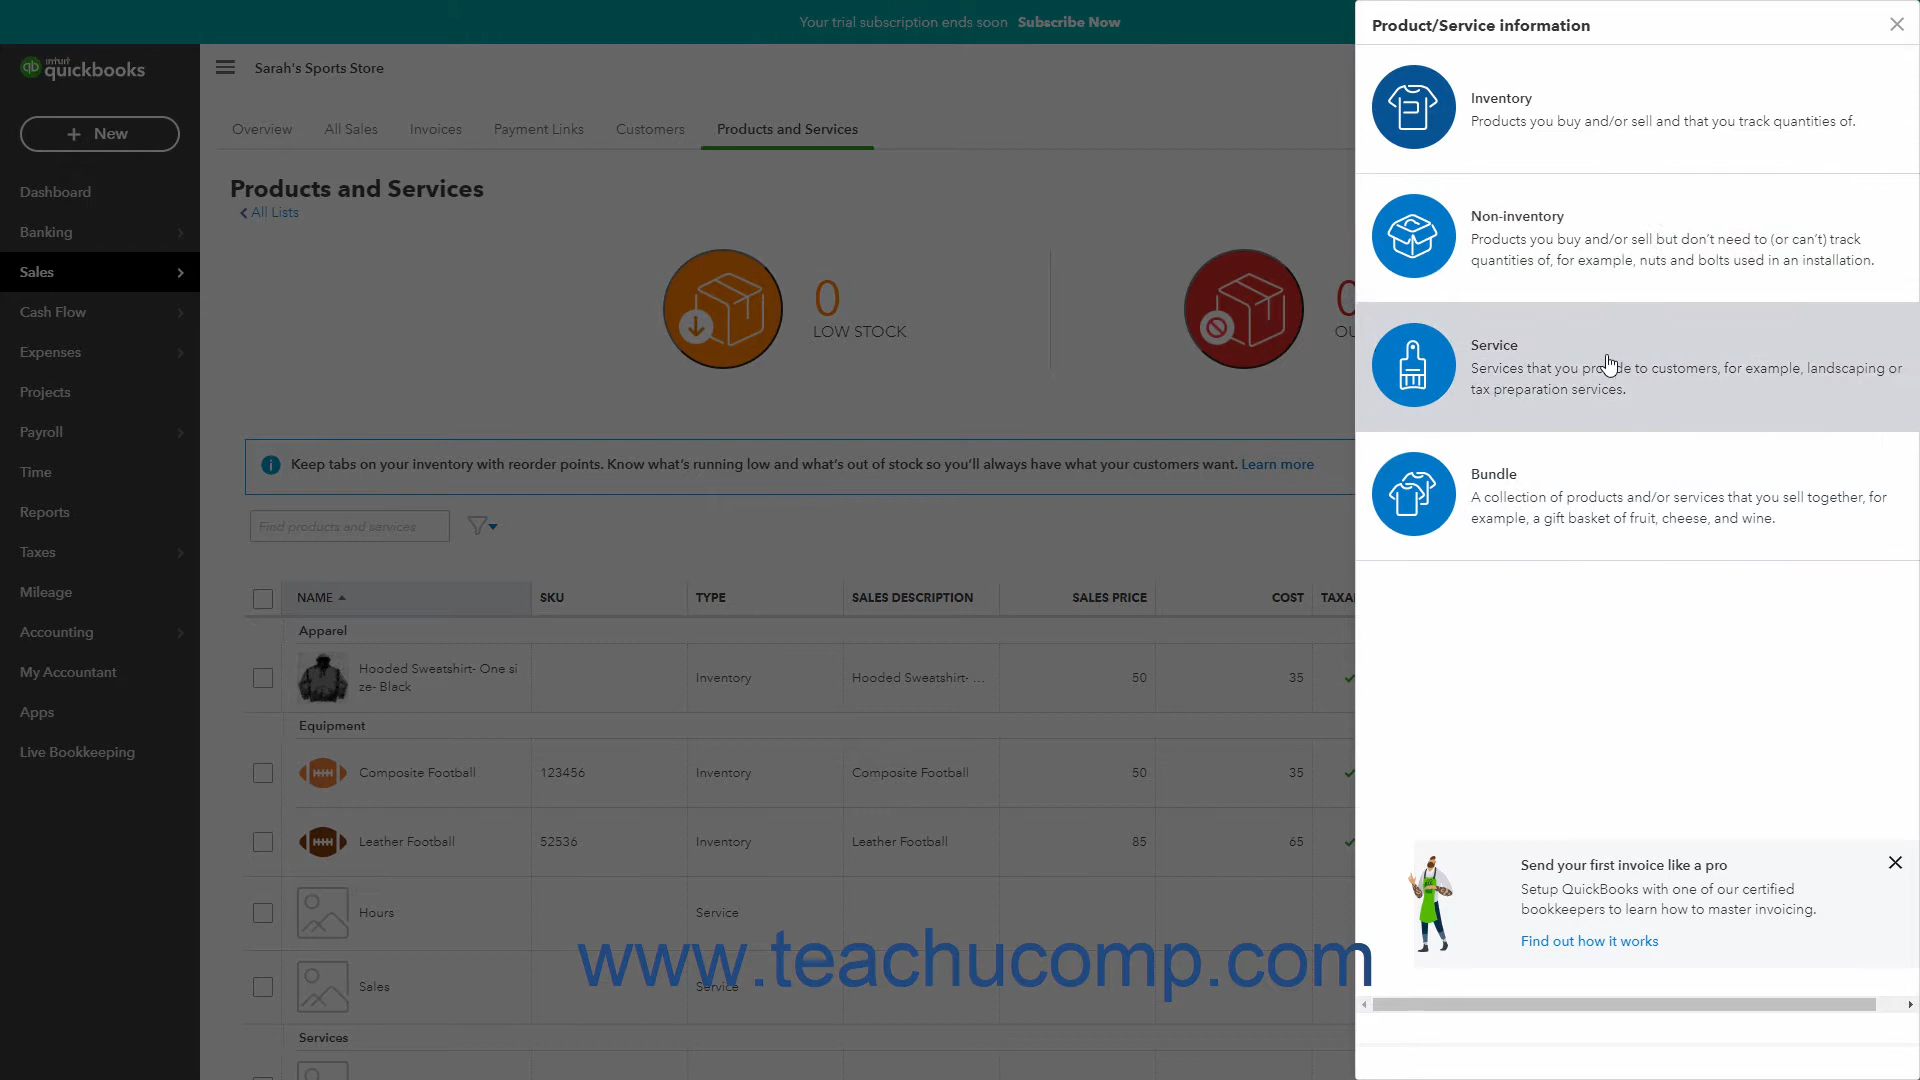 Your trial subscription ends soon Subscribe Now
intuit quickbooks
Sarah's Sports Store
+ New
Dashboard
Banking
Sales
Cash Flow
Expenses
Projects
Payroll
Time
Reports
Taxes
Mileage
Accounting
My Accountant
Apps
Live Bookkeeping
Overview All Sales Invoices Payment Links Customers Products and Services
Products and Services
All Lists
0
LOW STOCK
0
Keep tabs on your inventory with reorder points. Know what's running low and what's out of stock so you'll always have what your customers want. Learn more
Find products and services
NAME SKU TYPE SALES DESCRIPTION SALES PRICE COST TAXA
Apparel
Hooded Sweatshirt- One si
ze- Black
Inventory Hooded Sweatshirt- ... 50 35
Equipment
Composite Football 123456 Inventory Composite Football 50 35
Leather Football 52536 Inventory Leather Football 85 65
Hours Service
Sales Service
Services
www.teachucomp.com
Product/Service information
Inventory
Products you buy and/or sell and that you track quantities of.
Non-inventory
Products you buy and/or sell but don't need to (or can't) track
quantities of, for example, nuts and bolts used in an installation.
Service
Services that you provide to customers, for example, landscaping or
tax preparation services.
Bundle
A collection of products and/or services that you sell together, for
example, a gift basket of fruit, cheese, and wine.
Send your first invoice like a pro
Setup QuickBooks with one of our certified
bookkeepers to learn how to master invoicing.
Find out how it works